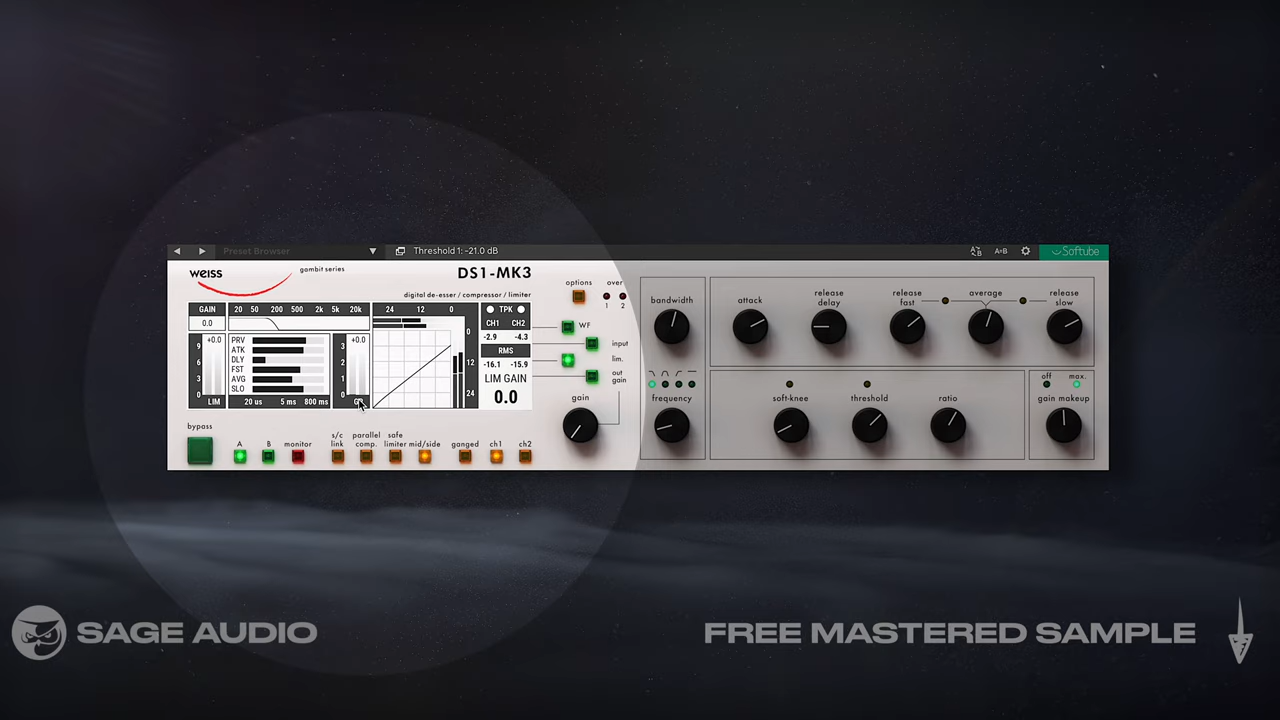 Preset Browser
Threshold 1: -21.0 dB
A▸B
Softube
weiss
gambit series
DS1-MK3
digital de-esser / compressor / limiter
options
over
1 2
GAIN
0.0
20 50 200 500 2k 5k 20k
24 12 0
TPK
CH1 CH2
-2.9 -4.3
RMS
-16.1 -15.9
LIM GAIN
0.0
+0.0
9
6
3
0
LIM
PRV
ATK
DLY
FST
AVG
SLO
20 us 5 ms 800 ms
+0.0
3
2
1
0
0
12
24
WF
input
lim.
out
gain
gain
bypass
A
B
monitor
s/c
link
parallel
comp.
safe
limiter
mid/side
ganged
ch1
ch2
bandwidth
frequency
attack
release
delay
release
fast
average
release
slow
soft-knee
threshold
ratio
off
max.
gain makeup
SAGE AUDIO
FREE MASTERED SAMPLE